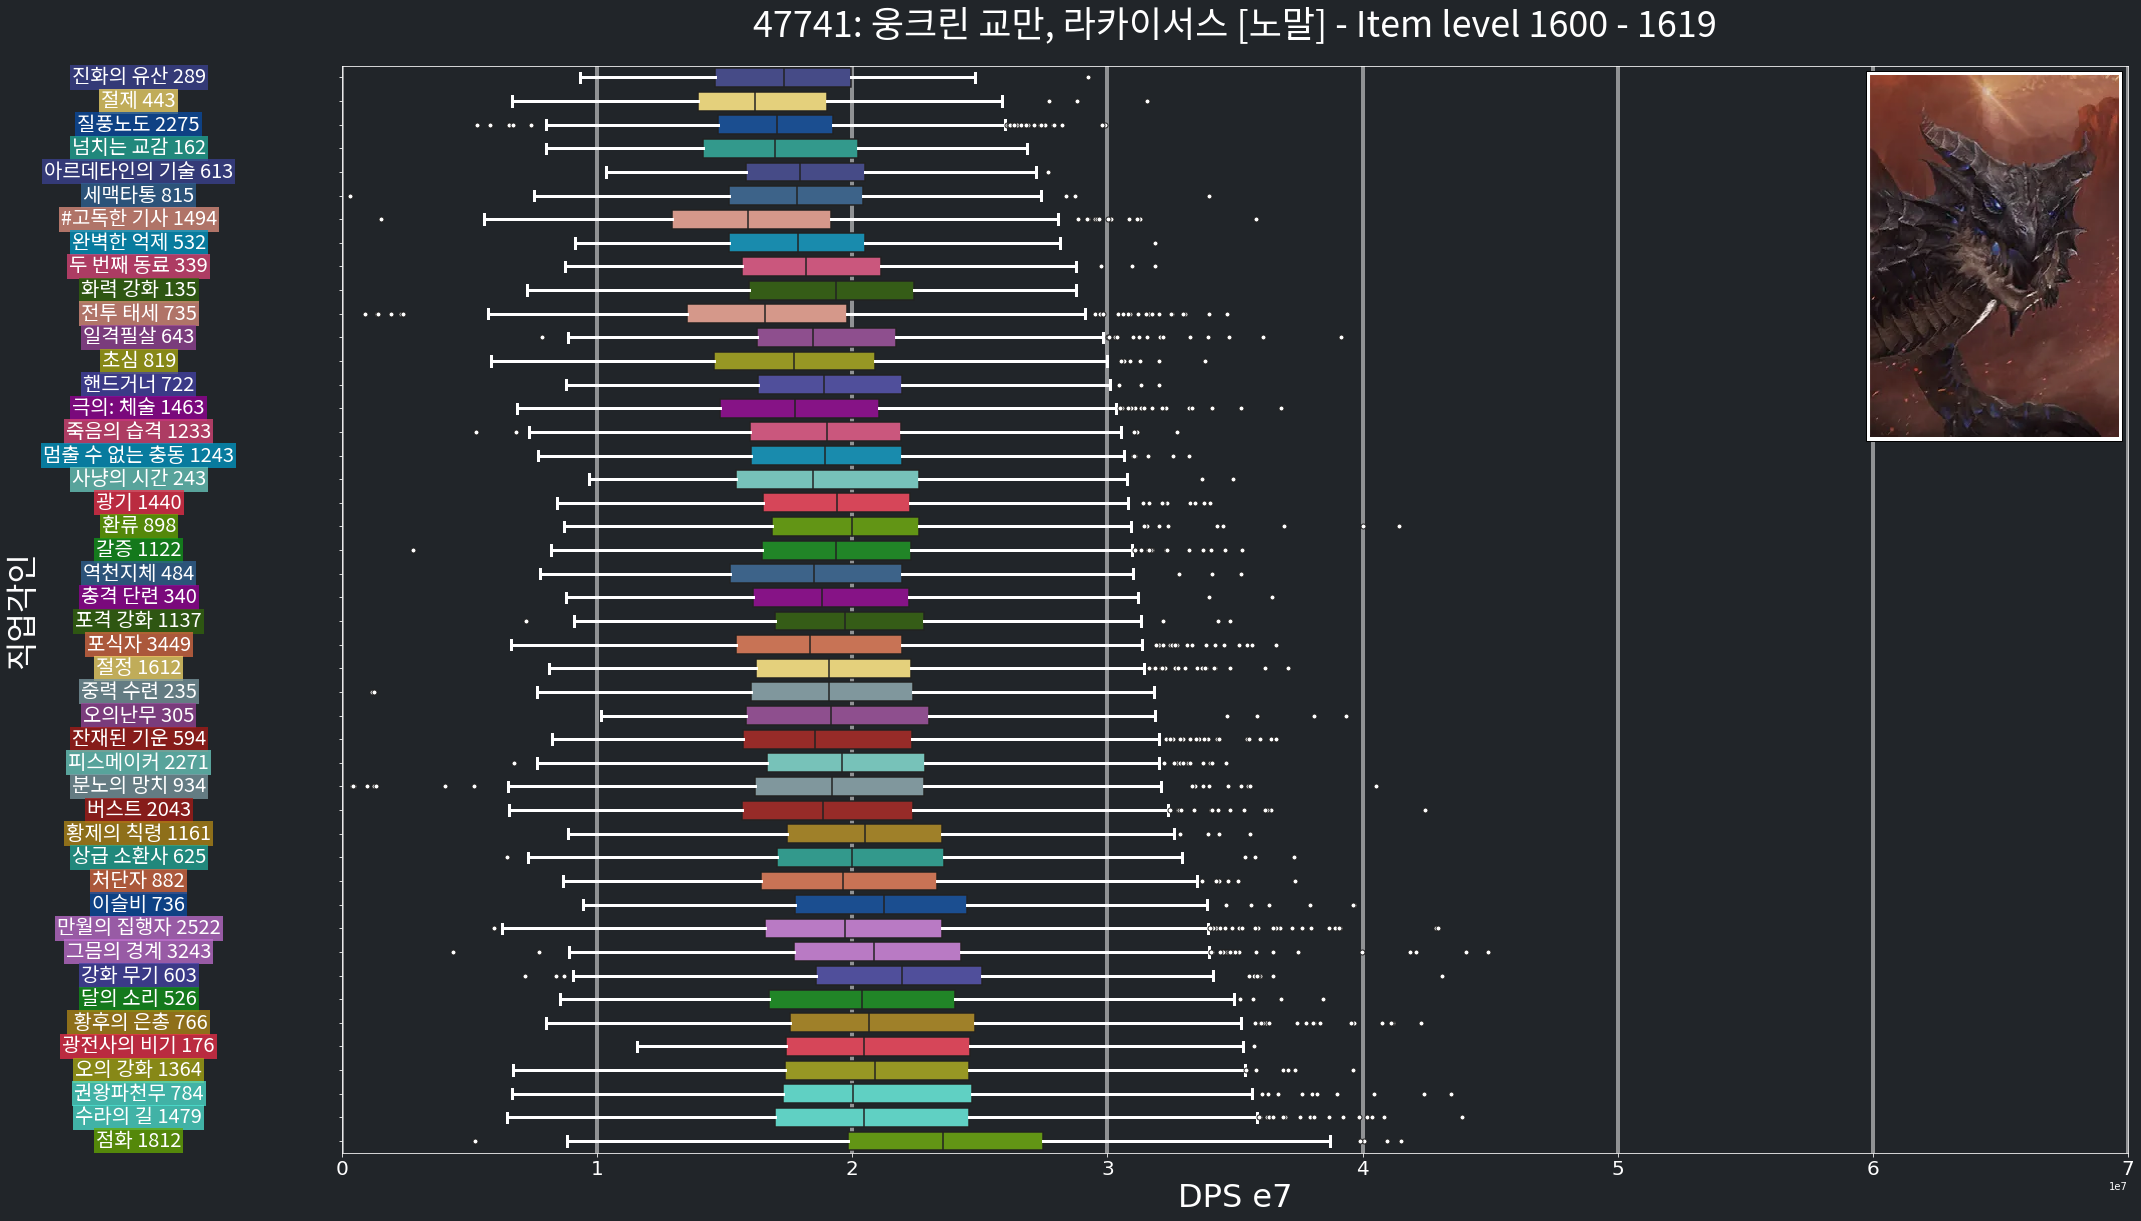 47741: 웅크린 교만, 라카이서스 [노말] - Item level 1600 - 1619
직업각인
진화의 유산 289
절제 443
질풍노도 2275
넘치는 교감 162
아르데타인의 기술 613
세맥타통 815
#고독한 기사 1494
완벽한 억제 532
두 번째 동료 339
화력 강화 135
전투 태세 735
일격필살 643
초심 819
핸드거너 722
극의: 체술 1463
죽음의 습격 1233
멈출 수 없는 충동 1243
사냥의 시간 243
광기 1440
환류 898
갈증 1122
역천지체 484
충격 단련 340
포격 강화 1137
포식자 3449
절정 1612
중력 수련 235
오의난무 305
잔재된 기운 594
피스메이커 2271
분노의 망치 934
버스트 2043
황제의 칙령 1161
상급 소환사 625
처단자 882
이슬비 736
만월의 집행자 2522
그믐의 경계 3243
강화 무기 603
달의 소리 526
황후의 은총 766
광전사의 비기 176
오의 강화 1364
권왕파천무 784
수라의 길 1479
점화 1812
0 1 2 3 4 5 6 7
1e7
DPS e7